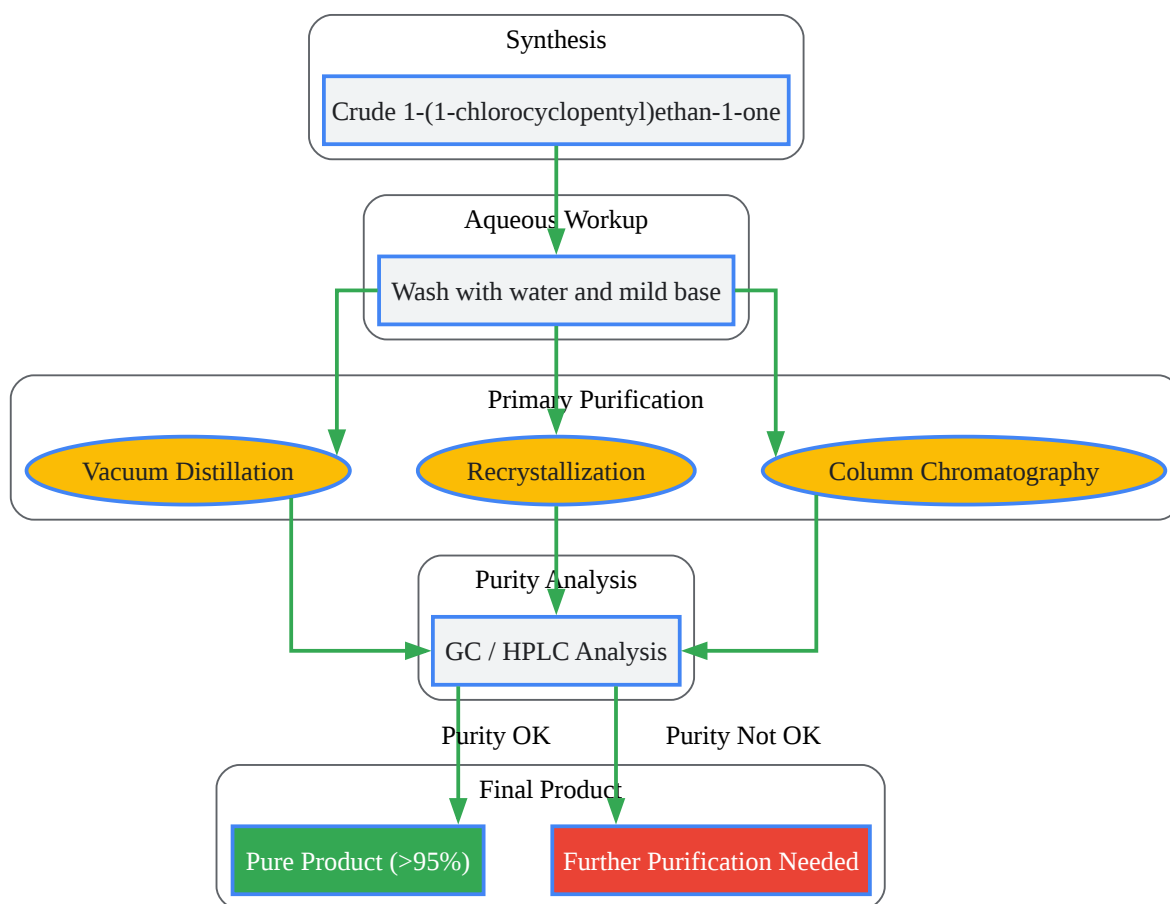 Synthesis
Crude 1-(1-chlorocyclopentyl)ethan-1-one
Aqueous Workup
Wash with water and mild base
Primary Purification
Vacuum Distillation
Recrystallization
Column Chromatography
Purity Analysis
GC / HPLC Analysis
Purity OK
Purity Not OK
Final Product
Pure Product (>95%)
Further Purification Needed